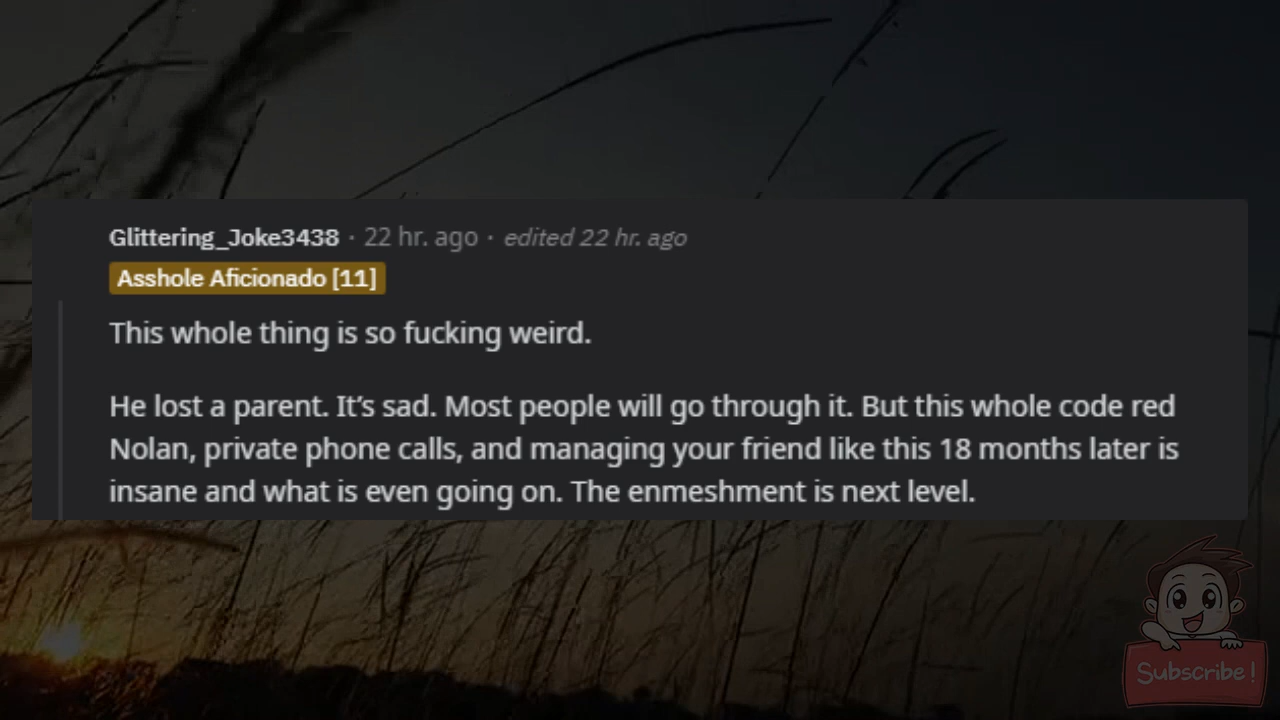 Glittering_Joke3438 · 22 hr. ago · edited 22 hr. ago
Asshole Aficionado [11]
This whole thing is so fucking weird.
He lost a parent. It’s sad. Most people will go through it. But this whole code red
Nolan, private phone calls, and managing your friend like this 18 months later is
insane and what is even going on. The enmeshment is next level.
Subscribe!